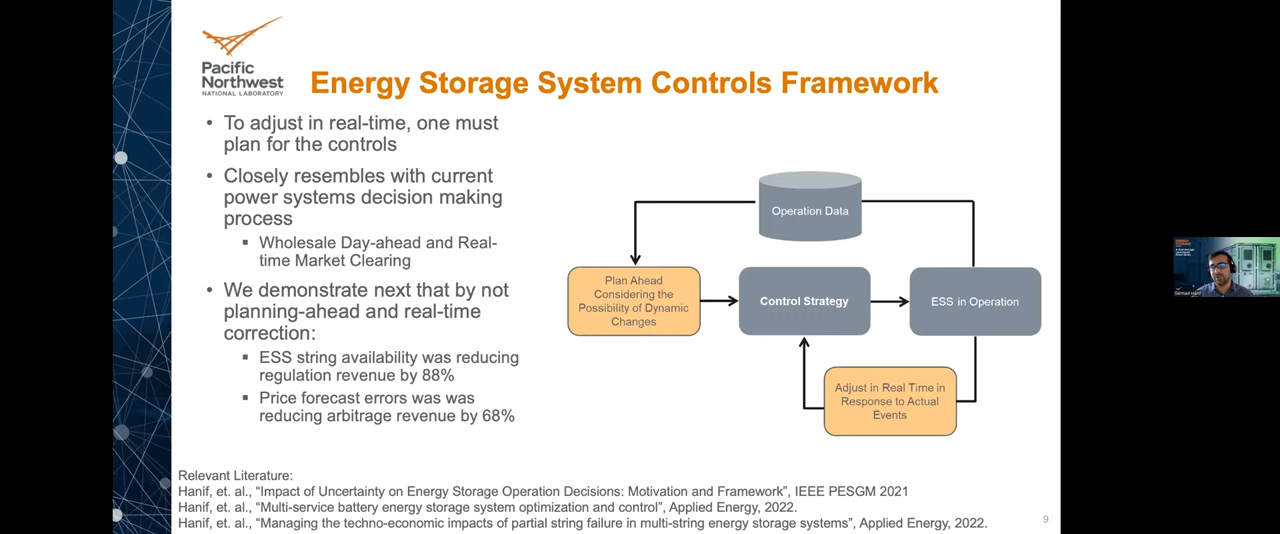 Pacific
Northwest
NATIONAL LABORATORY
Energy Storage System Controls Framework
• To adjust in real-time, one must
plan for the controls
• Closely resembles with current
power systems decision making
process
▪ Wholesale Day-ahead and Real-
time Market Clearing
• We demonstrate next that by not
planning-ahead and real-time
correction:
▪ ESS string availability was reducing
regulation revenue by 88%
▪ Price forecast errors was was
reducing arbitrage revenue by 68%
Operation Data
Plan Ahead
Considering the
Possibility of Dynamic
Changes
Control Strategy
ESS in Operation
Adjust in Real Time in
Response to Actual
Events
Relevant Literature:
Hanif, et. al., “Impact of Uncertainty on Energy Storage Operation Decisions: Motivation and Framework”, IEEE PESGM 2021
Hanif, et. al., “Multi-service battery energy storage system optimization and control”, Applied Energy, 2022.
Hanif, et. al., “Managing the techno-economic impacts of partial string failure in multi-string energy storage systems”, Applied Energy, 2022.
9
ENERGY
STORAGE
Sarmad Hanif